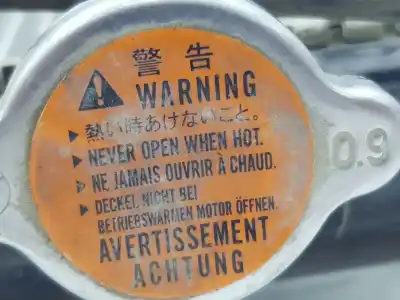 警告
WARNING
熱い時あけないこと。
NEVER OPEN WHEN HOT.
NE JAMAIS OUVRIR À CHAUD.
DECKEL NICHT BEI
BETRIEBSWARMEN MOTOR ÖFFNEN.
AVERTISSEMENT
ACHTUNG
0.9